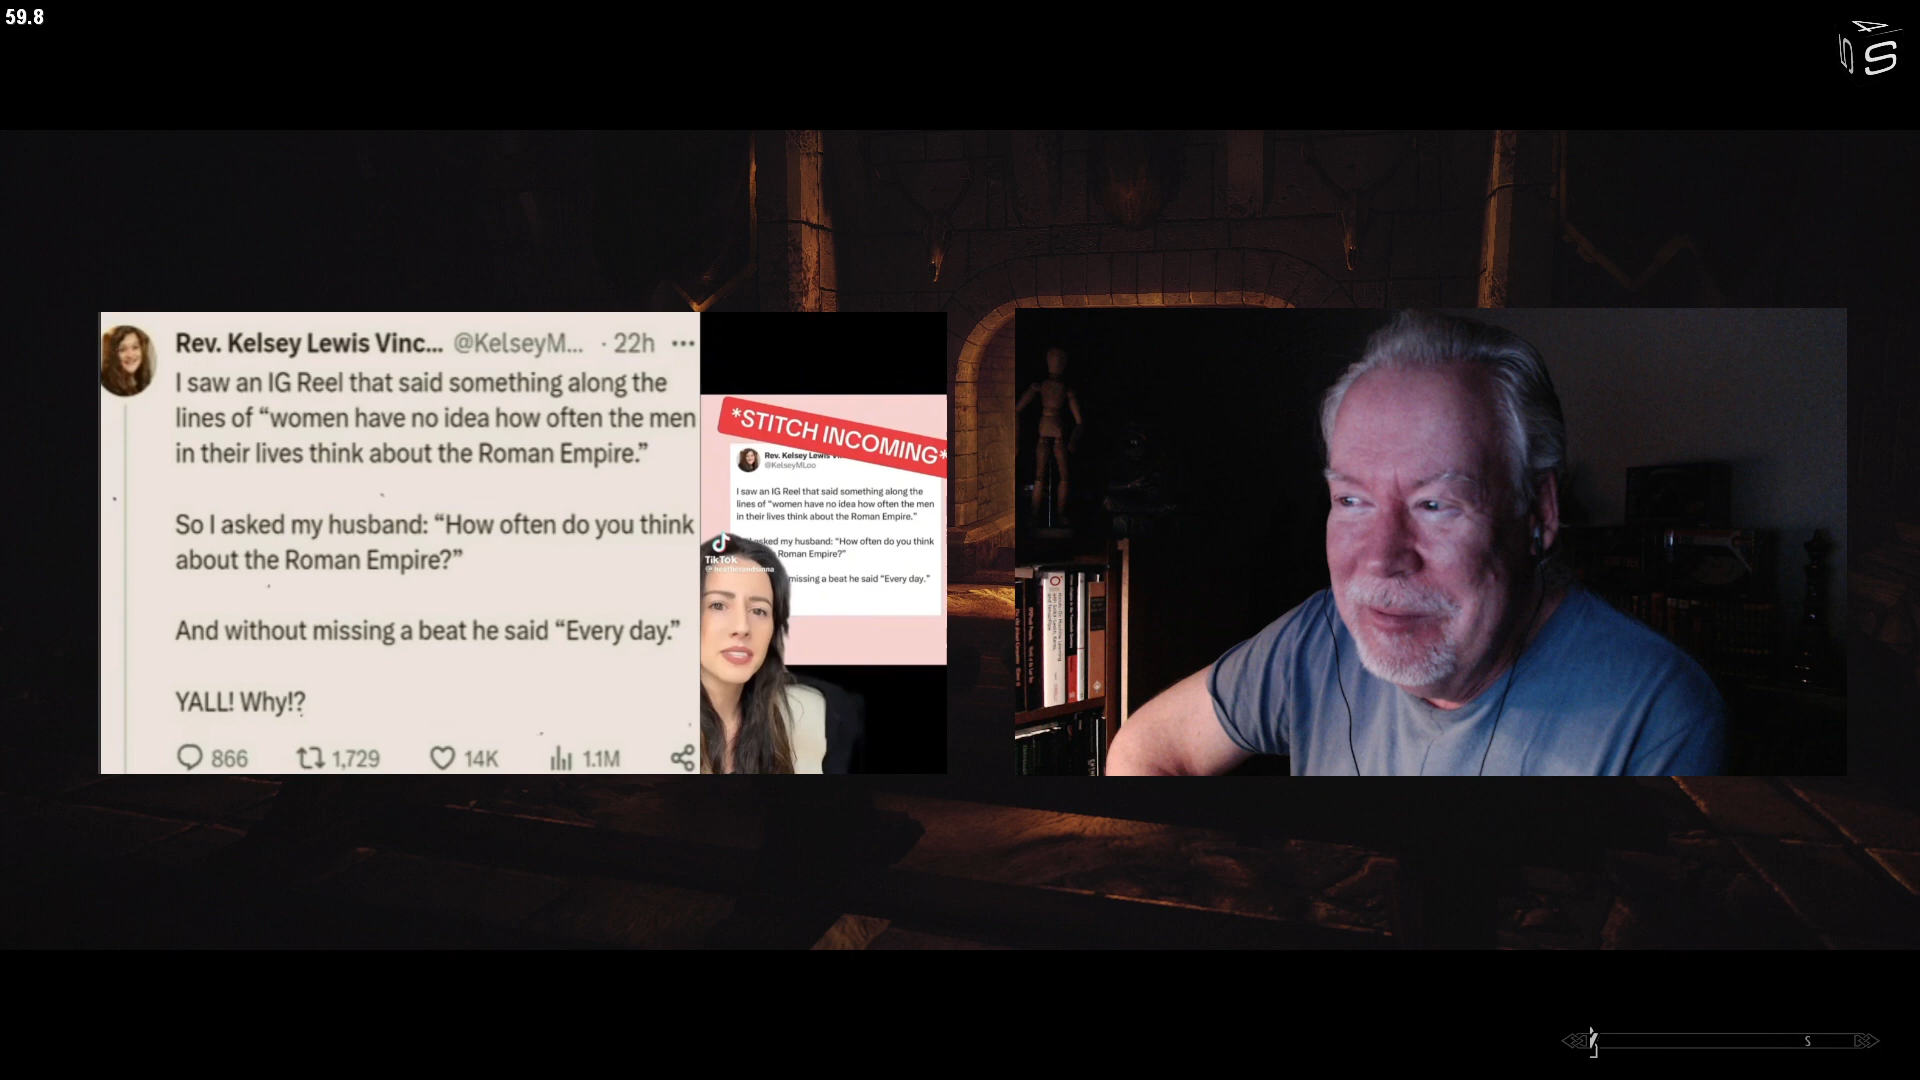 59.8
S
Rev. Kelsey Lewis Vinc... @KelseyM... · 22h
I saw an IG Reel that said something along the
lines of “women have no idea how often the men
in their lives think about the Roman Empire.”
So I asked my husband: “How often do you think
about the Roman Empire?”
And without missing a beat he said “Every day.”
YALL! Why!?
866 1,729 14K 1.1M
*STITCH INCOMING*
Rev. Kelsey Lewis
@KelseyMLoo
I saw an IG Reel that said something along the
lines of “women have no idea how often the men
in their lives think about the Roman Empire.”
asked my husband: “How often do you think
Roman Empire?”
missing a beat he said “Every day.”
TikTok
S